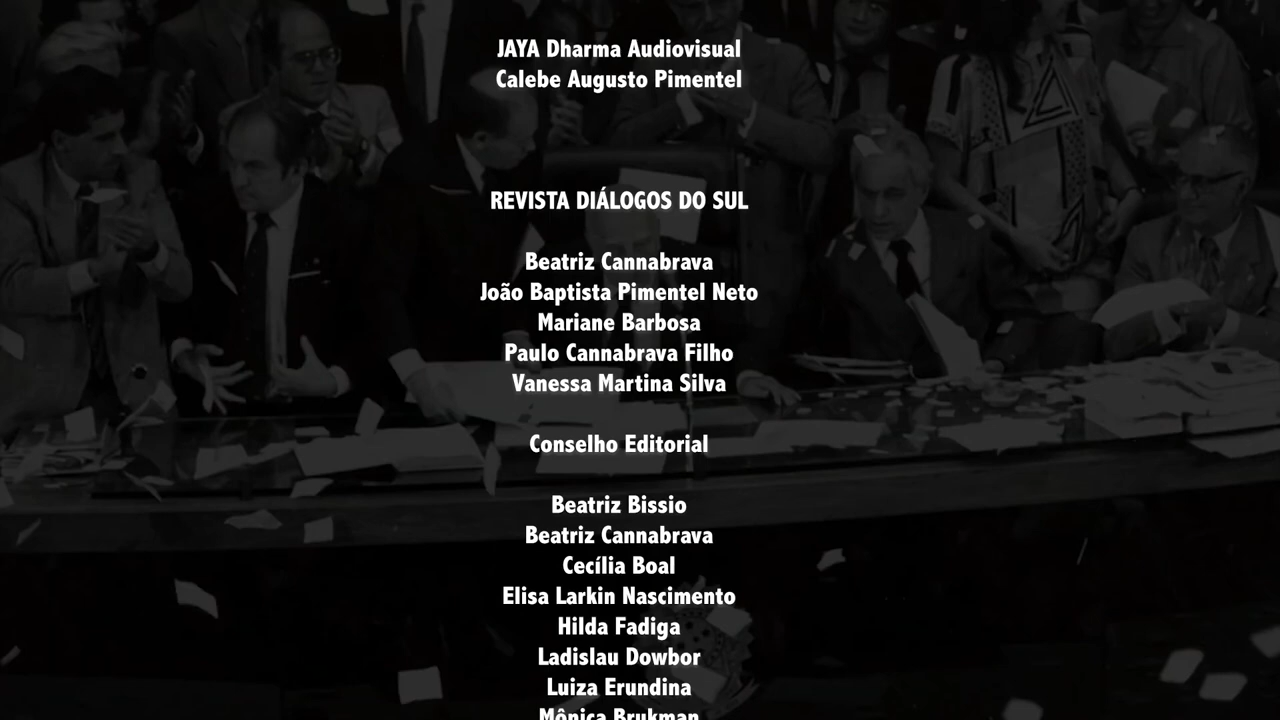 JAYA Dharma Audiovisual
Calebe Augusto Pimentel
REVISTA DIÁLOGOS DO SUL
Beatriz Cannabrava
João Baptista Pimentel Neto
Mariane Barbosa
Paulo Cannabrava Filho
Vanessa Martina Silva
Conselho Editorial
Beatriz Bissio
Beatriz Cannabrava
Cecília Boal
Elisa Larkin Nascimento
Hilda Fadiga
Ladislau Dowbor
Luiza Erundina
Mônica Brukman